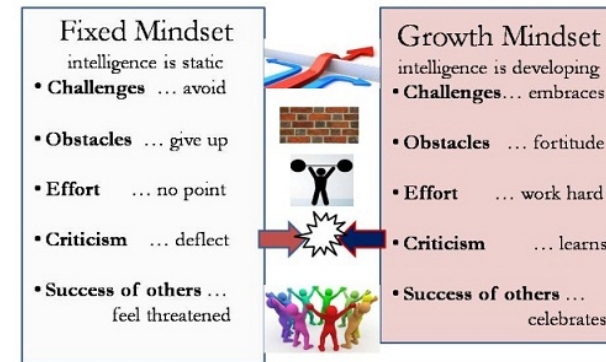 Fixed Mindset
intelligence is static
• Challenges … avoid
• Obstacles … give up
• Effort … no point
• Criticism … deflect
• Success of others …
feel threatened
Growth Mindset
intelligence is developing
• Challenges… embraces
• Obstacles … fortitude
• Effort … work hard
• Criticism … learns
• Success of others …
celebrates